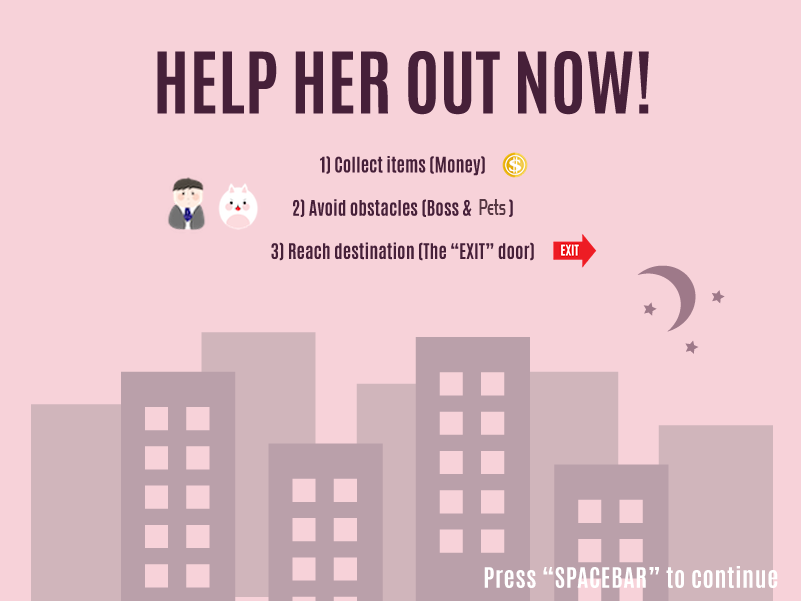 HELP HER OUT NOW!
1) Collect items (Money) $
2) Avoid obstacles (Boss & Pets)
3) Reach destination (The “EXIT” door) EXIT
Press “SPACEBAR” to continue